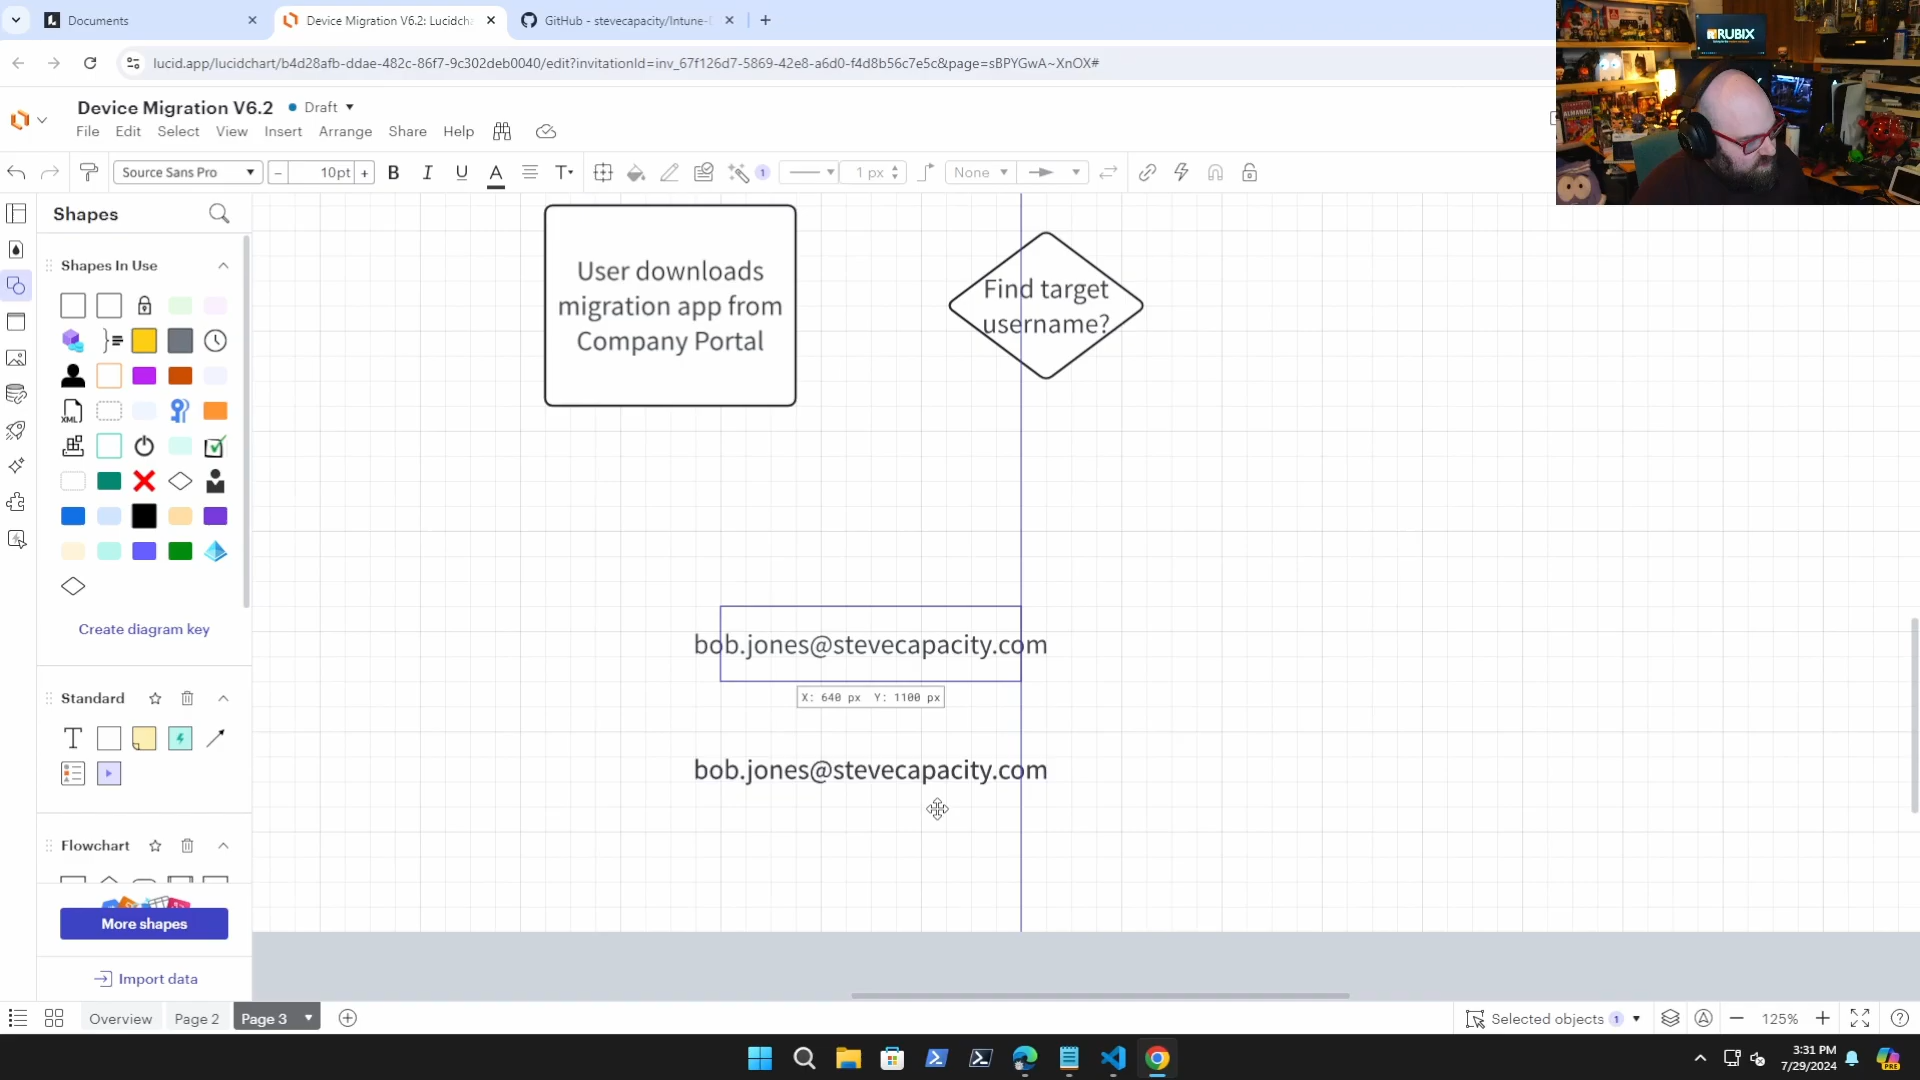 Documents
Device Migration V6.2: Lucidcha
GitHub - stevecapacity/Intune-
lucid.app/lucidchart/b4d28afb-ddae-482c-86f7-9c302deb0040/edit?invitationId=inv_67f126d7-5869-42e8-a6d0-f4d8b56c7e5c&page=sBPYGwA~XnOX#
RUBIX
Device Migration V6.2
Draft
File Edit Select View Insert Arrange Share Help
Source Sans Pro
- 10pt +
B I U A T
1
1 px
None
Shapes
Shapes In Use
XML
Create diagram key
Standard
T
Flowchart
More shapes
Import data
User downloads
migration app from
Company Portal
Find target
username?
bob.jones@stevecapacity.com
X: 640 px Y: 1100 px
bob.jones@stevecapacity.com
Overview
Page 2
Page 3
Selected objects 1
125%
3:31 PM
7/29/2024
PRE